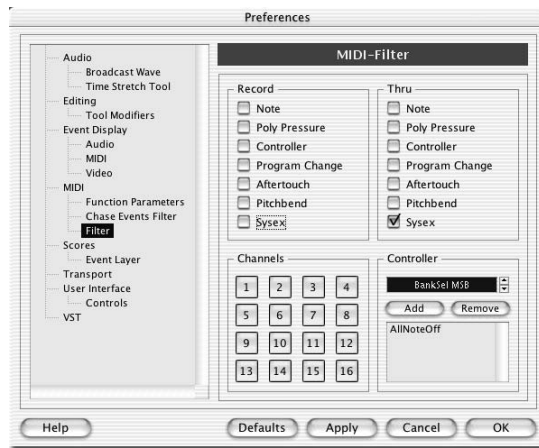 Preferences
Audio
Broadcast Wave
Time Stretch Tool
Editing
Tool Modifiers
Event Display
Audio
MIDI
Video
MIDI
Function Parameters
Chase Events Filter
Filter
Scores
Event Layer
Transport
User Interface
Controls
VST
MIDI-Filter
Record
Note
Poly Pressure
Controller
Program Change
Aftertouch
Pitchbend
Sysex
Thru
Note
Poly Pressure
Controller
Program Change
Aftertouch
Pitchbend
Sysex
Channels
1 2 3 4
5 6 7 8
9 10 11 12
13 14 15 16
Controller
BankSel MSB
Add Remove
AllNoteOff
Help Defaults Apply Cancel OK